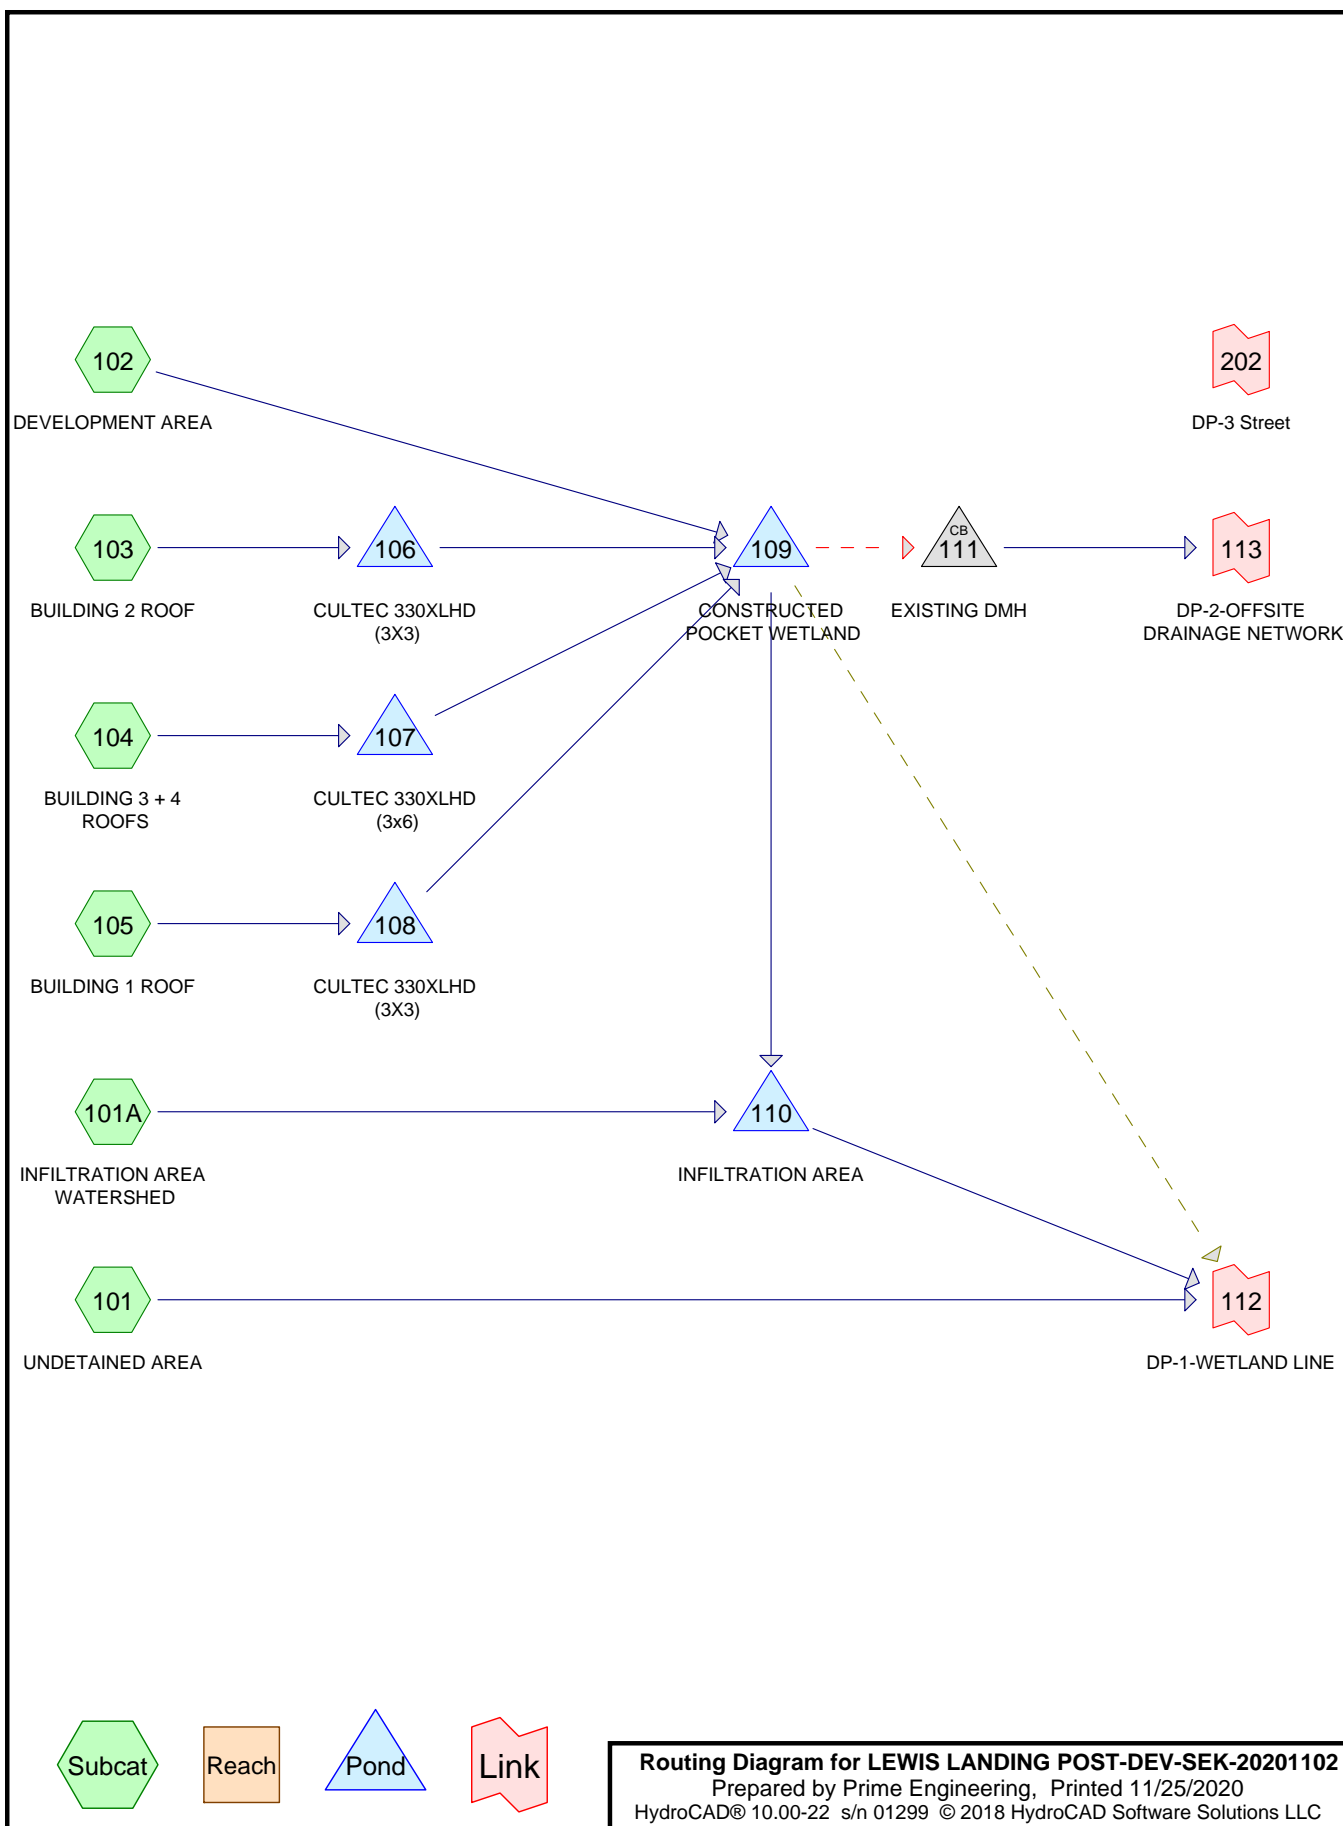 102
DEVELOPMENT AREA
202
DP-3 Street
103
BUILDING 2 ROOF
106
CULTEC 330XLHD
(3X3)
109
CONSTRUCTED
POCKET WETLAND
CB
111
EXISTING DMH
113
DP-2-OFFSITE
DRAINAGE NETWORK
104
BUILDING 3 + 4
ROOFS
107
CULTEC 330XLHD
(3x6)
105
BUILDING 1 ROOF
108
CULTEC 330XLHD
(3X3)
101A
INFILTRATION AREA
WATERSHED
110
INFILTRATION AREA
101
UNDETAINED AREA
112
DP-1-WETLAND LINE
Subcat
Reach
Pond
Link
Routing Diagram for LEWIS LANDING POST-DEV-SEK-20201102
Prepared by Prime Engineering, Printed 11/25/2020
HydroCAD® 10.00-22 s/n 01299 © 2018 HydroCAD Software Solutions LLC